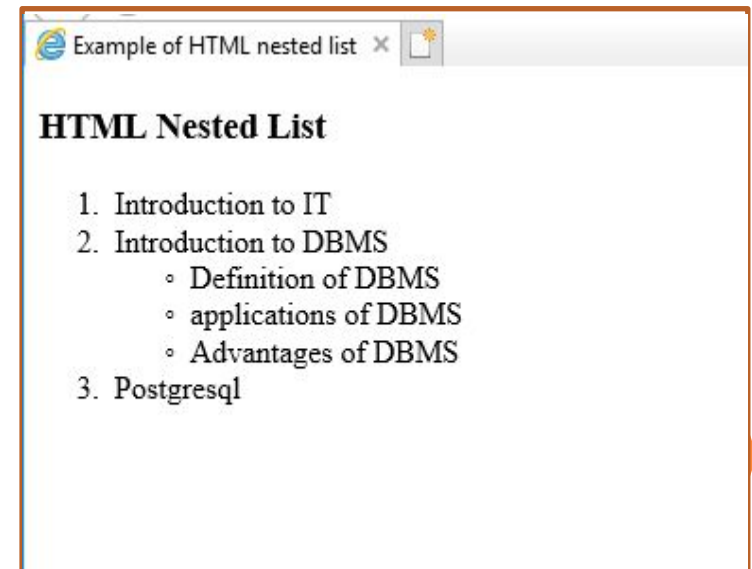 Example of HTML nested list
HTML Nested List
1. Introduction to IT
2. Introduction to DBMS
◦ Definition of DBMS
◦ applications of DBMS
◦ Advantages of DBMS
3. Postgresql